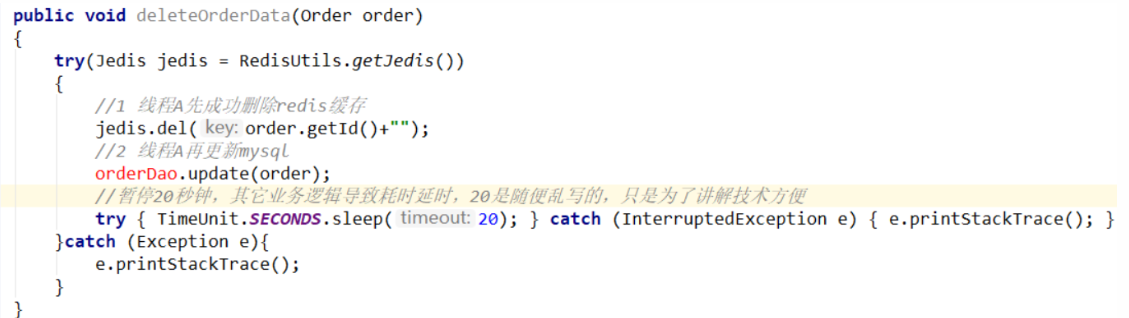 public void deleteOrderData(Order order)
{
try(Jedis jedis = RedisUtils.getJedis())
{
//1 线程A先成功删除redis缓存
jedis.del( key: order.getId()+"");
//2 线程A再更新mysql
orderDao.update(order);
//暂停20秒钟，其它业务逻辑导致耗时延时，20是随便乱写的，只是为了讲解技术方便
try { TimeUnit.SECONDS.sleep( timeout: 20); } catch (InterruptedException e) { e.printStackTrace(); }
}catch (Exception e){
e.printStackTrace();
}
}